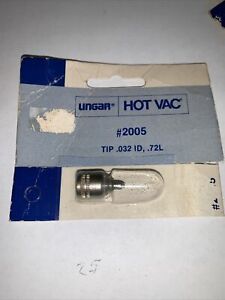 ungar HOT VAC
#2005
TIP .032 ID, .72L
25